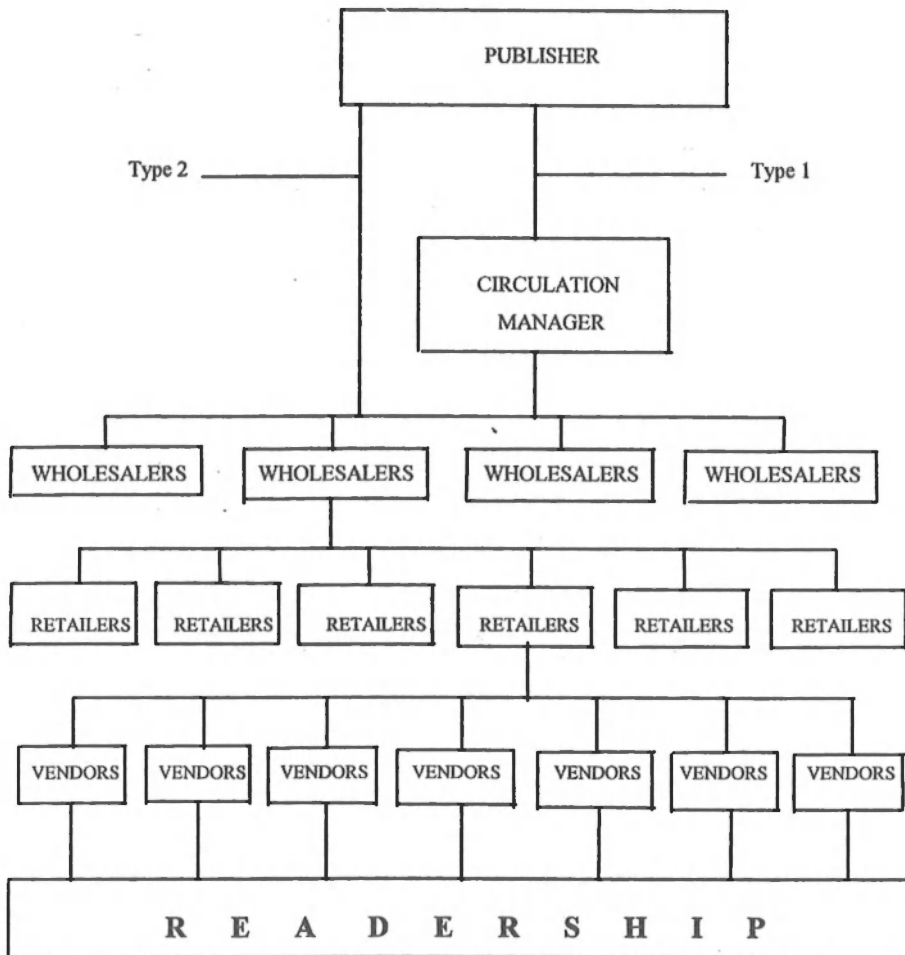 PUBLISHER
Type 2
Type 1
CIRCULATION
MANAGER
WHOLESALERS
WHOLESALERS
WHOLESALERS
WHOLESALERS
RETAILERS
RETAILERS
RETAILERS
RETAILERS
RETAILERS
RETAILERS
VENDORS
VENDORS
VENDORS
VENDORS
VENDORS
VENDORS
VENDORS
R E A D E R S H I P